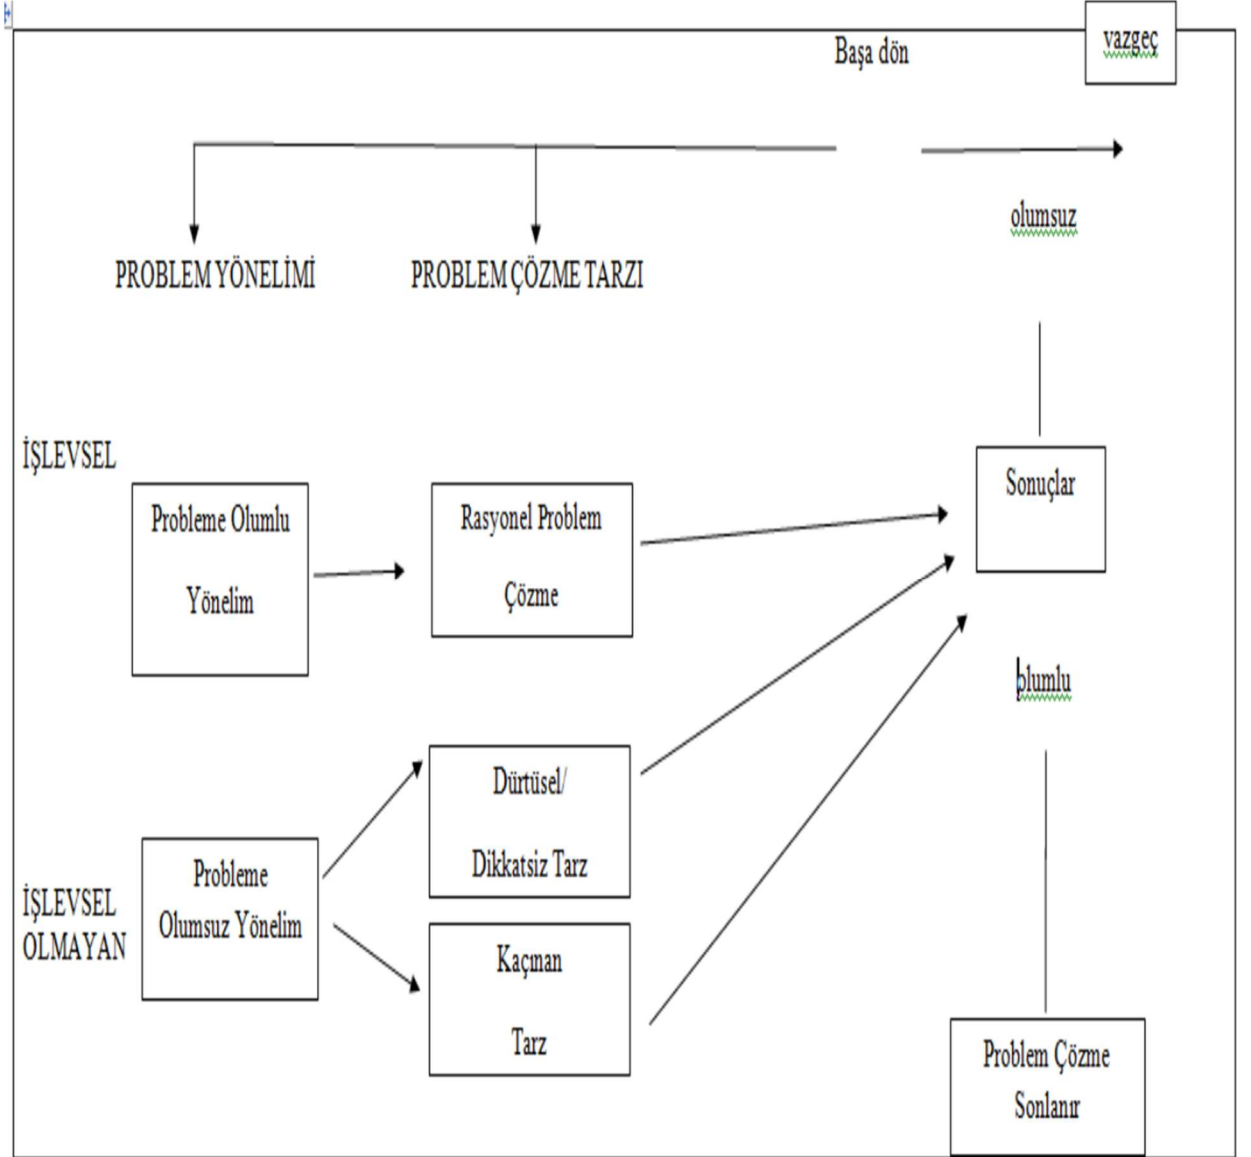 vazgeç
Başa dön
olumsuz
PROBLEM YÖNELİMİ
PROBLEM ÇÖZME TARZI
İŞLEVSEL
Probleme Olumlu
Yönelim
Rasyonel Problem
Çözme
Sonuçlar
olumlu
Dürtüsel/
Dikkatsiz Tarz
İŞLEVSEL
OLMAYAN
Probleme
Olumsuz Yönelim
Kaçınan
Tarz
Problem Çözme
Sonlanır